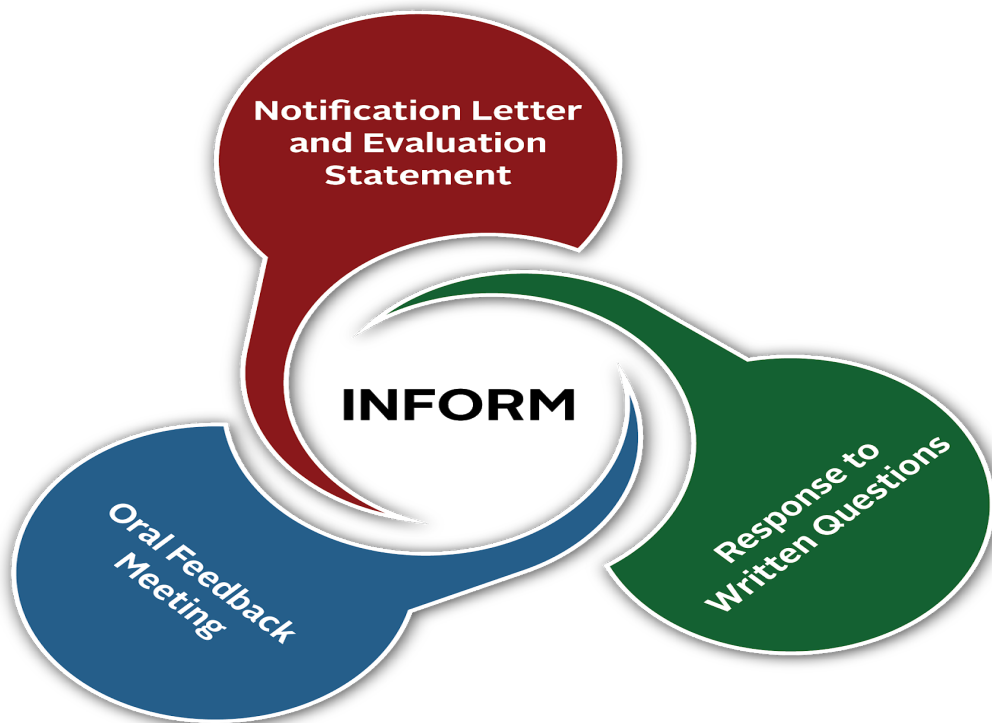 Notification Letter
and Evaluation
Statement
INFORM
Response to
Written Questions
Oral Feedback
Meeting